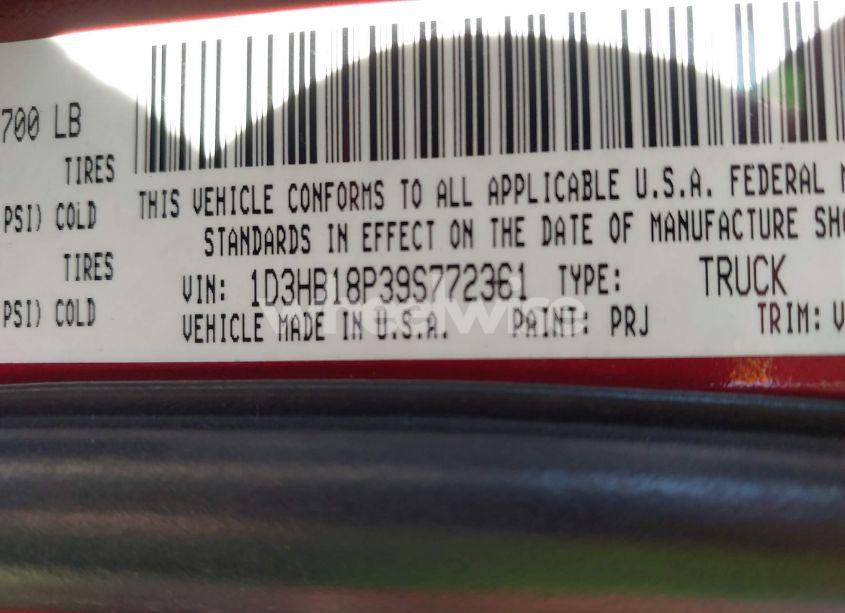 700 LB
TIRES
PSI) COLD
TIRES
PSI) COLD
THIS VEHICLE CONFORMS TO ALL APPLICABLE U.S.A. FEDERAL
STANDARDS IN EFFECT ON THE DATE OF MANUFACTURE SHO
VIN: 1D3HB18P39S772361 TYPE: TRUCK
VEHICLE MADE IN U.S.A. PAINT: PRJ TRIM: V